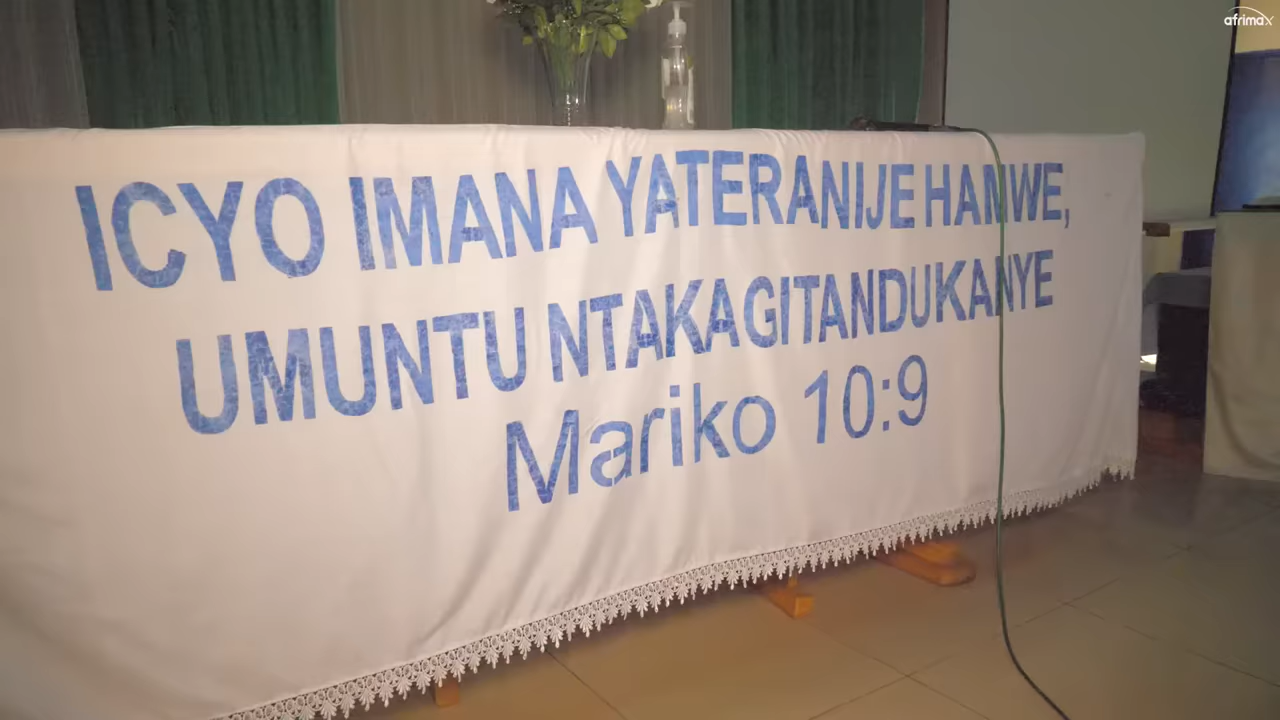 afrimax
ICYO IMANA YATERANIJE HAMWE,
UMUNTU NTAKAGITANDUKANYE
Mariko 10:9